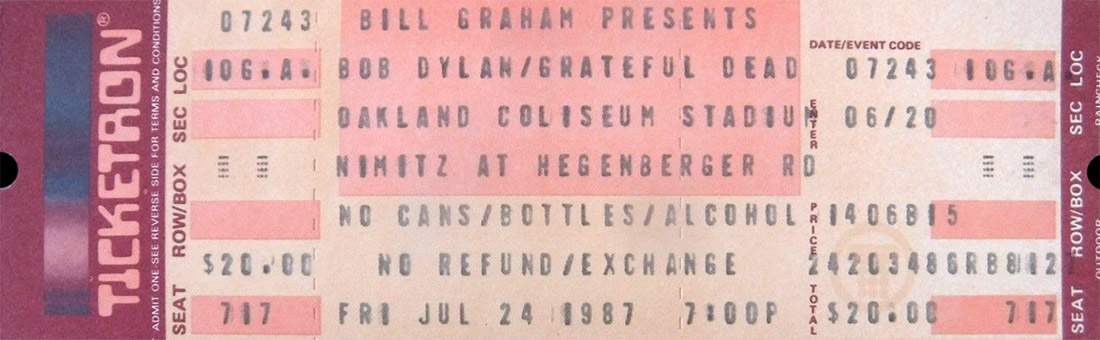 TICKETRON®
ADMIT ONE-SEE REVERSE SIDE FOR TERMS AND CONDITIONS
SEAT ROW/BOX SEC LOC
07243
106.A.
$20.00
717
BILL GRAHAM PRESENTS
BOB DYLAN/GRATEFUL DEAD
OAKLAND COLISEUM STADIUM
NIMITZ AT HEGENBERGER RD
NO CANS/BOTTLES/ALCOHOL
NO REFUND/EXCHANGE
FRI JUL 24 1987 7:00P
DATE/EVENT CODE
07243 106.A
ENTER
06/20
PRICE TOTAL
1406B15
24203486RB812
$20.00 717
SEAT ROW/BOX SEC LOC
OUTDOOR RAINCHECK